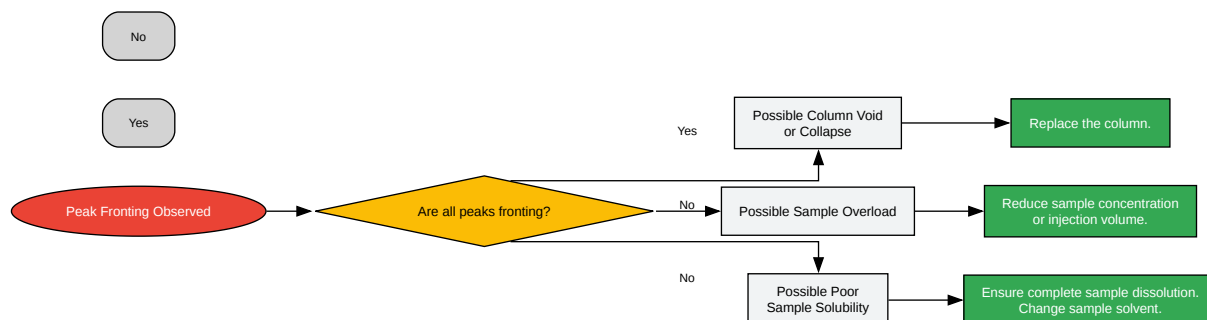 No
Yes
Peak Fronting Observed
Are all peaks fronting?
Yes
Possible Column Void
or Collapse
Replace the column.
No
Possible Sample Overload
Reduce sample concentration
or injection volume.
No
Possible Poor
Sample Solubility
Ensure complete sample dissolution.
Change sample solvent.